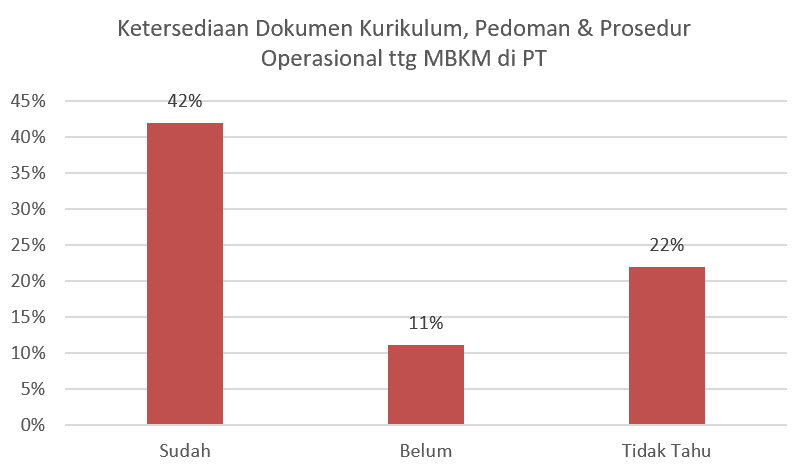 Ketersediaan Dokumen Kurikulum, Pedoman & Prosedur
Operasional ttg MBKM di PT
45%
40%
35%
30%
25%
20%
15%
10%
5%
0%
42%
11%
22%
Sudah
Belum
Tidak Tahu